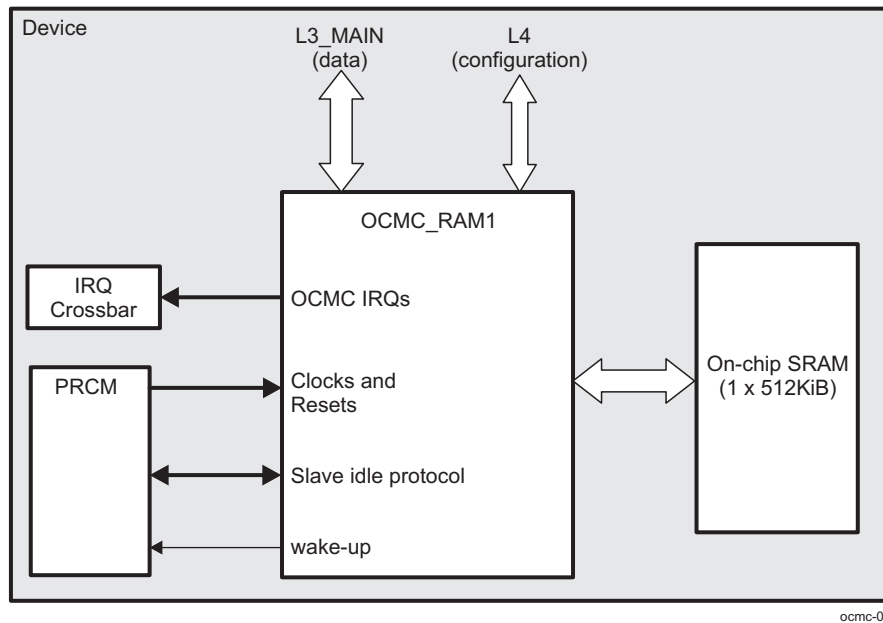 Device
L3_MAIN
(data)
L4
(configuration)
OCMC_RAM1
IRQ
Crossbar
OCMC IRQs
PRCM
Clocks and
Resets
On-chip SRAM
(1 x 512KiB)
Slave idle protocol
wake-up
ocmc-0